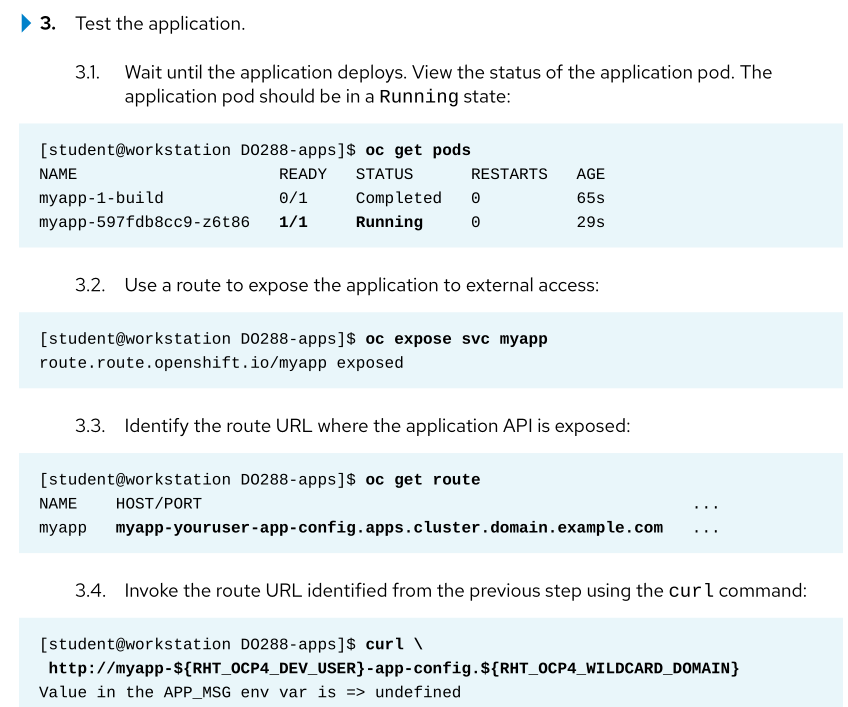 3. Test the application.
3.1. Wait until the application deploys. View the status of the application pod. The
application pod should be in a Running state:
[student@workstation DO288-apps]$ oc get pods
NAME READY STATUS RESTARTS AGE
myapp-1-build 0/1 Completed 0 65s
myapp-597fdb8cc9-z6t86 1/1 Running 0 29s
3.2. Use a route to expose the application to external access:
[student@workstation DO288-apps]$ oc expose svc myapp
route.route.openshift.io/myapp exposed
3.3. Identify the route URL where the application API is exposed:
[student@workstation DO288-apps]$ oc get route
NAME HOST/PORT ...
myapp myapp-youruser-app-config.apps.cluster.domain.example.com ...
3.4. Invoke the route URL identified from the previous step using the curl command:
[student@workstation DO288-apps]$ curl \
http://myapp-${RHT_OCP4_DEV_USER}-app-config.${RHT_OCP4_WILDCARD_DOMAIN}
Value in the APP_MSG env var is => undefined